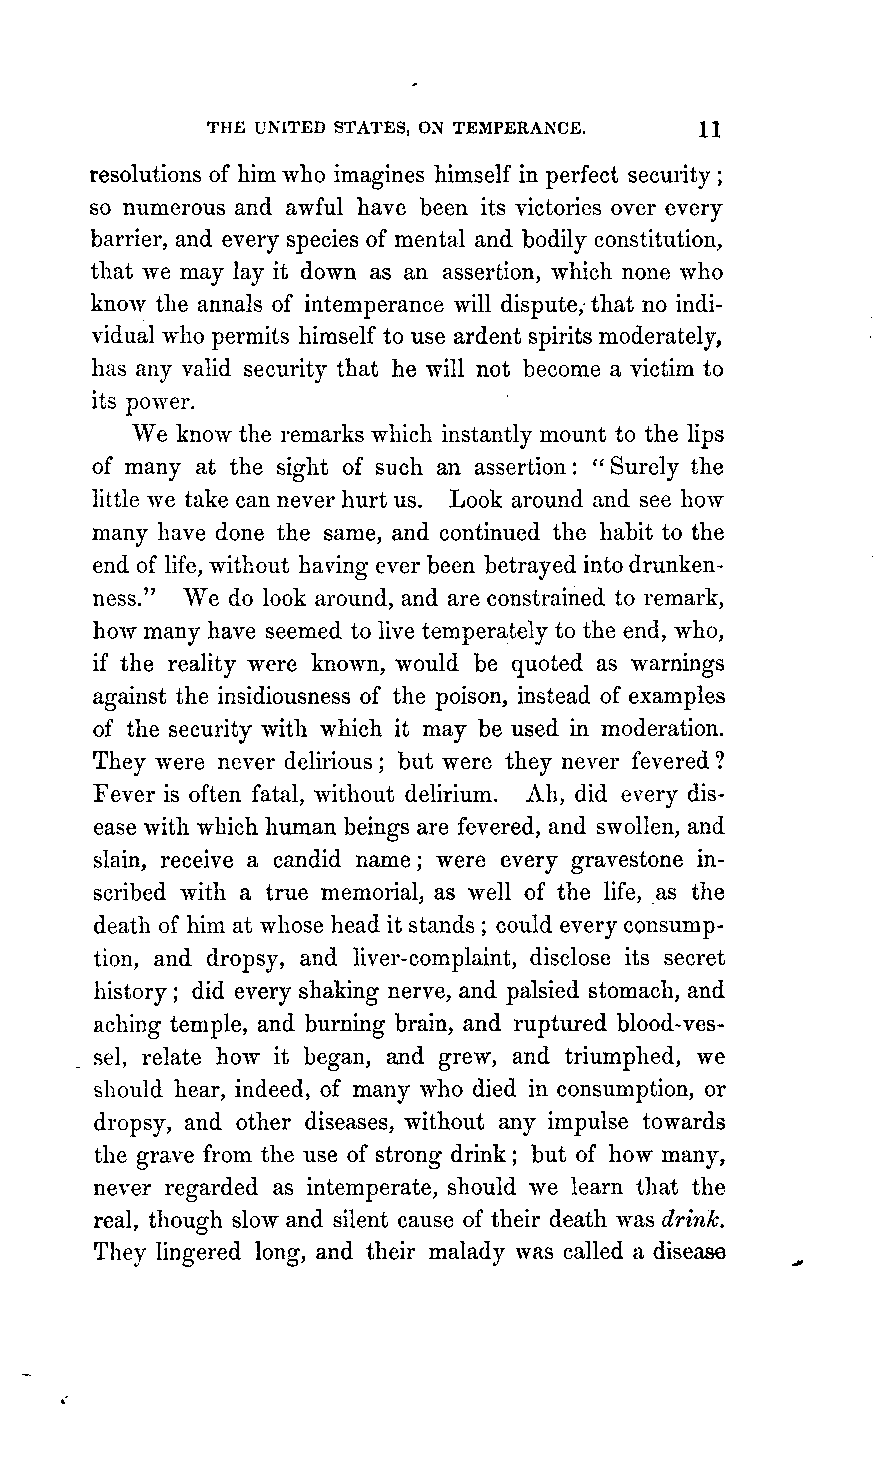 THE UNITED STATES, ON TEMPERANCE. 11
resolutions of him who imagines himself in perfect security ;
so numerous and awful have been its victories over every
barrier, and every species of mental and bodily constitution,
that we may lay it down as an assertion, which none who
know the annals of intemperance will dispute, that no indi-
vidual who permits himself to use ardent spirits moderately,
has any valid security that he will not become a victim to
its power.
We know the remarks which instantly mount to the lips
of many at the sight of such an assertion : “ Surely the
little we take can never hurt us. Look around and see how
many have done the same, and continued the habit to the
end of life, without having ever been betrayed into drunken-
ness.” We do look around, and are constrained to remark,
how many have seemed to live temperately to the end, who,
if the reality were known, would be quoted as warnings
against the insidiousness of the poison, instead of examples
of the security with which it may be used in moderation.
They were never delirious ; but were they never fevered ?
Fever is often fatal, without delirium. Ah, did every dis-
ease with which human beings are fevered, and swollen, and
slain, receive a candid name ; were every gravestone in-
scribed with a true memorial, as well of the life, as the
death of him at whose head it stands ; could every consump-
tion, and dropsy, and liver-complaint, disclose its secret
history ; did every shaking nerve, and palsied stomach, and
aching temple, and burning brain, and ruptured blood-ves-
sel, relate how it began, and grew, and triumphed, we
should hear, indeed, of many who died in consumption, or
dropsy, and other diseases, without any impulse towards
the grave from the use of strong drink ; but of how many,
never regarded as intemperate, should we learn that the
real, though slow and silent cause of their death was drink.
They lingered long, and their malady was called a disease